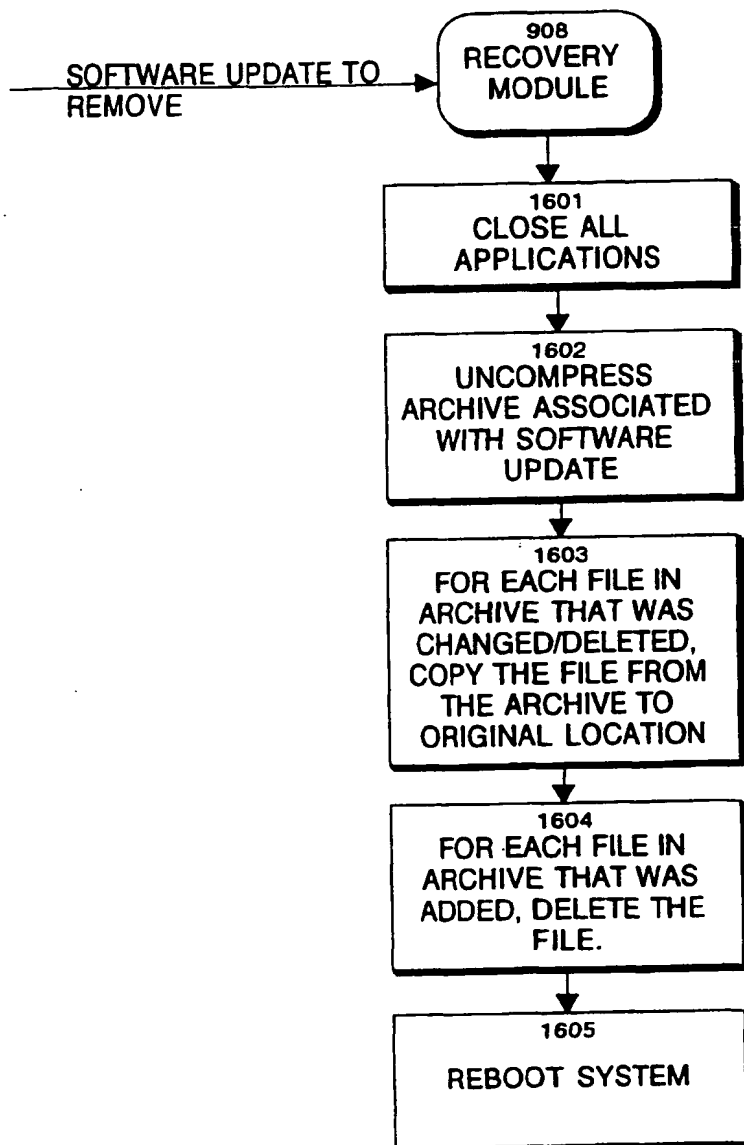 SOFTWARE UPDATE TO
REMOVE
908
RECOVERY
MODULE
1601
CLOSE ALL
APPLICATIONS
1602
UNCOMPRESS
ARCHIVE ASSOCIATED
WITH SOFTWARE
UPDATE
1603
FOR EACH FILE IN
ARCHIVE THAT WAS
CHANGED/DELETED,
COPY THE FILE FROM
THE ARCHIVE TO
ORIGINAL LOCATION
1604
FOR EACH FILE IN
ARCHIVE THAT WAS
ADDED, DELETE THE
FILE.
1605
REBOOT SYSTEM